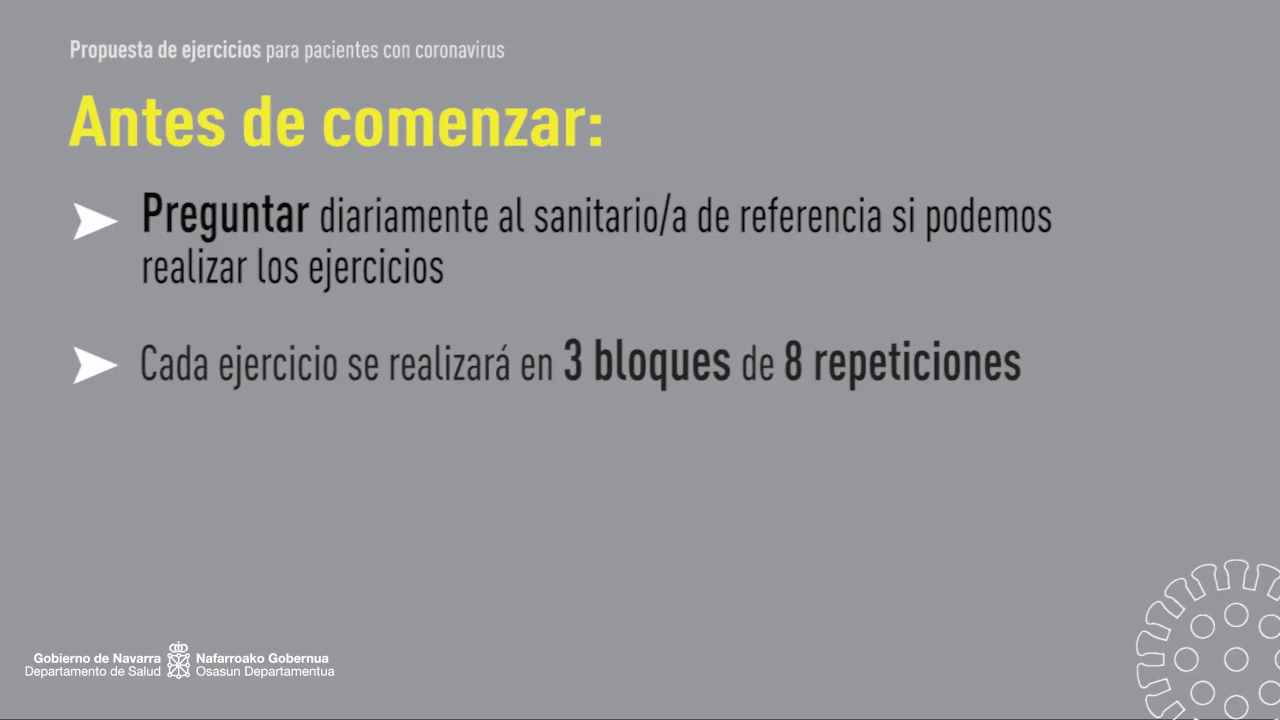 Propuesta de ejercicios para pacientes con coronavirus
Antes de comenzar:
Preguntar diariamente al sanitario/a de referencia si podemos
realizar los ejercicios
Cada ejercicio se realizará en 3 bloques de 8 repeticiones
Gobierno de Navarra
Departamento de Salud
Nafarroako Gobernua
Osasun Departamentua